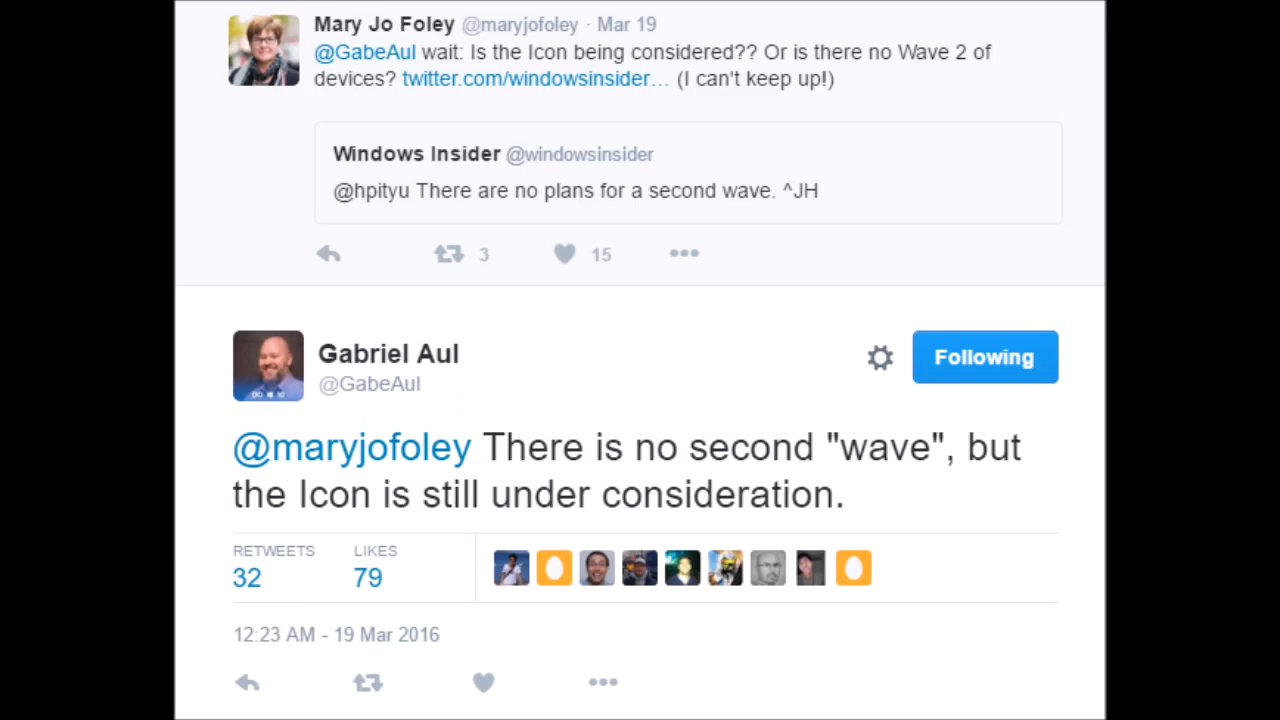 Mary Jo Foley @maryjofoley · Mar 19
@GabeAul wait: Is the Icon being considered?? Or is there no Wave 2 of
devices? twitter.com/windowsinsider… (I can't keep up!)
Windows Insider @windowsinsider
@hpityu There are no plans for a second wave. ^JH
3 15
Gabriel Aul
@GabeAul
Following
@maryjofoley There is no second "wave", but
the Icon is still under consideration.
RETWEETS LIKES
32 79
12:23 AM - 19 Mar 2016